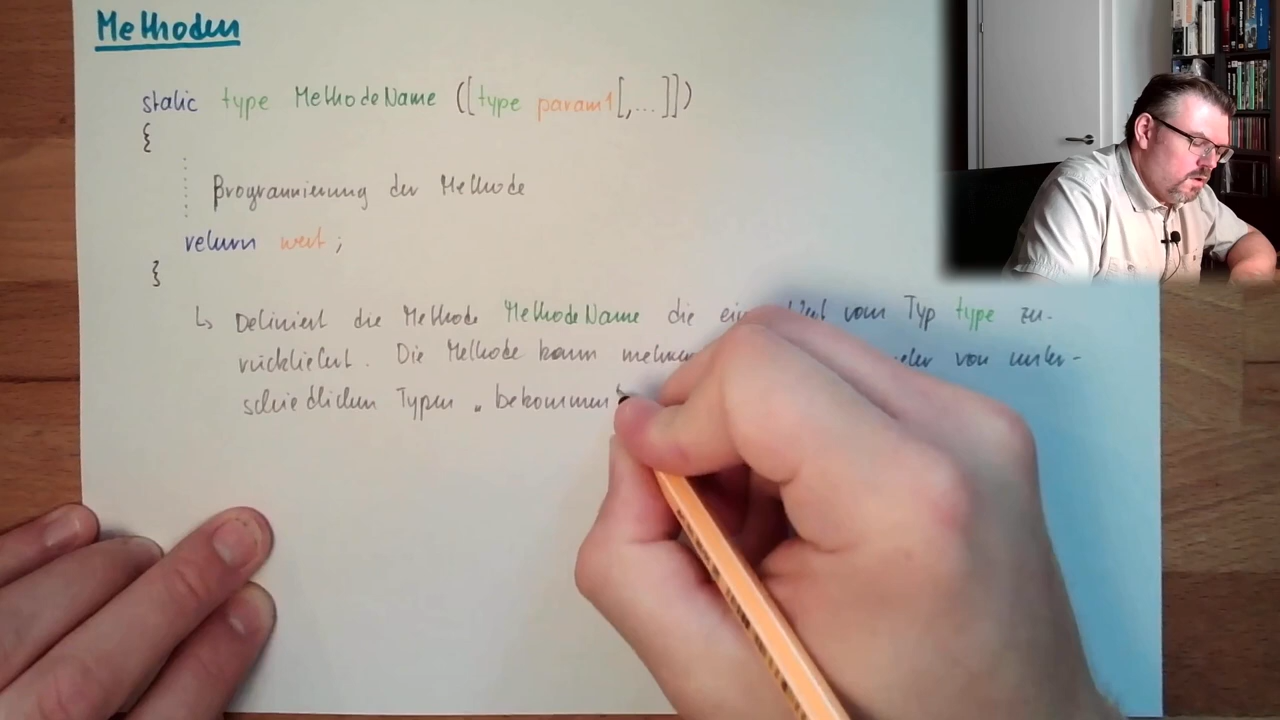 Methoden
static type MethodeName ([type param1[,...]])
{
Programmierung der Methode
return wert ;
}
↳ Definiert die Methode MethodeName die ein vom Typ type zu-
rückliefert. Die Methode kann von unter-
schiedlichen Typen „bekommen“